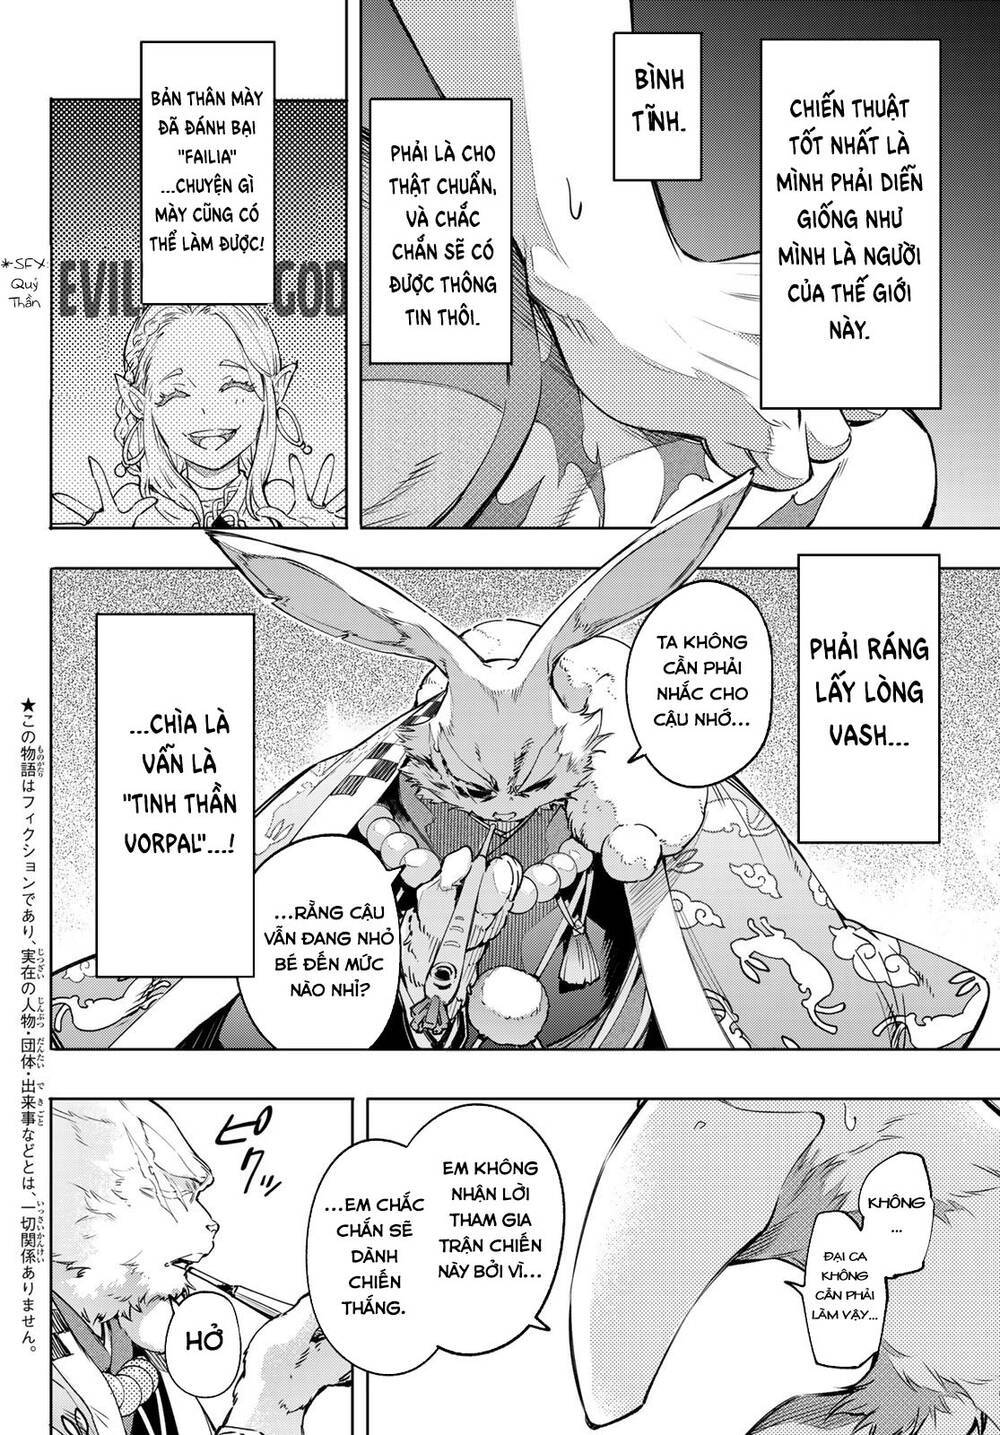 CHIẾN THUẬT
TỐT NHẤT LÀ
MÌNH PHẢI DIỄN
GIỐNG NHƯ
MÌNH LÀ NGƯỜI
CỦA THẾ GIỚI
NÀY.
BÌNH
TĨNH.
PHẢI LÀ CHO
THẬT CHUẨN,
VÀ CHẮC
CHẮN SẼ CÓ
ĐƯỢC THÔNG
TIN THÔI.
BẢN THÂN MÀY
ĐÃ ĐÁNH BẠI
"FAILIA"
...CHUYỆN GÌ
MÀY CŨNG CÓ
THỂ LÀM ĐƯỢC!
EVIL GOD
*-SFX:
Quỷ
Thần
PHẢI RÁNG
LẤY LÒNG
VASH...
TA KHÔNG
CẦN PHẢI
NHẮC CHO
CẬU NHỚ...
...CHÌA LÀ
VẪN LÀ
"TINH THẦN
VORPAL"...!
...RẰNG CẬU
VẪN ĐANG NHỎ
BÉ ĐẾN MỨC
NÀO NHỈ?
KHÔNG
...
ĐẠI CA
KHÔNG
CẦN PHẢI
LÀM VẬY...
EM KHÔNG
NHẬN LỜI
THAM GIA
TRẬN CHIẾN
NÀY BỞI VÌ...
...EM CHẮC
CHẮN SẼ
DÀNH
CHIẾN
THẮNG.
ピクッ
HỞ
★この物語はフィクションであり、実在の人物・団体・出来事などとは、一切関係ありません。